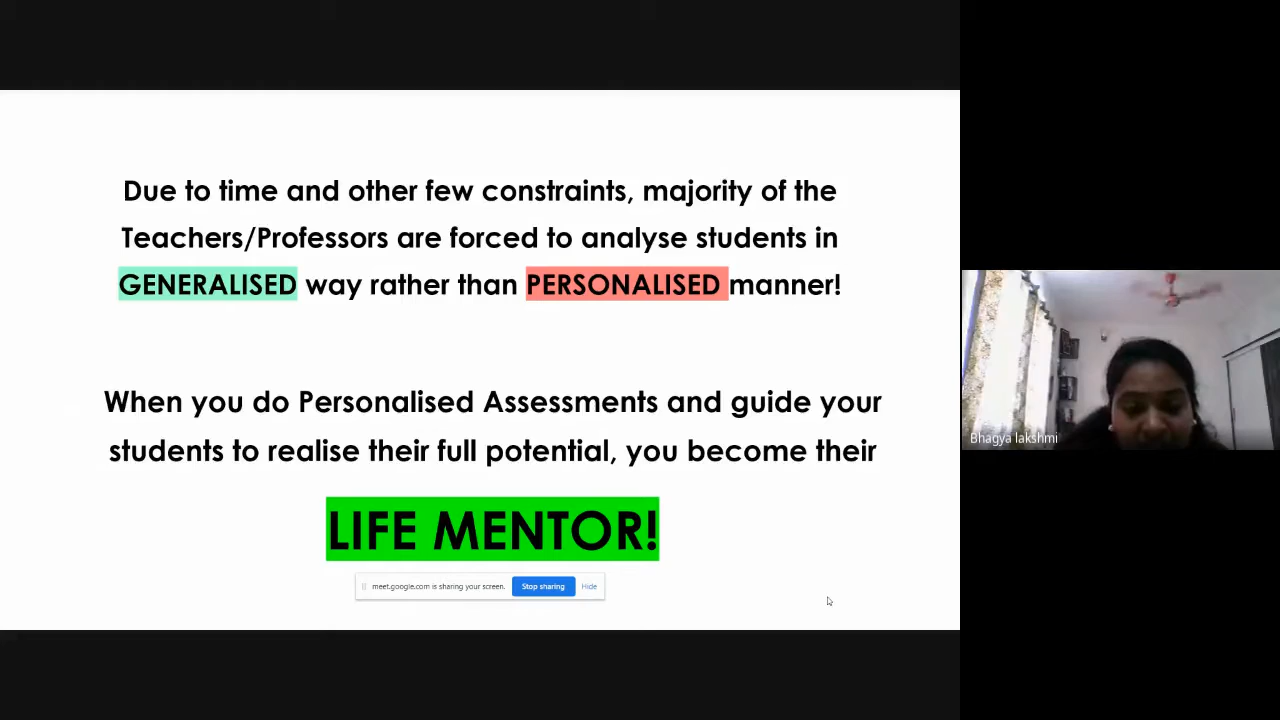 Due to time and other few constraints, majority of the
Teachers/Professors are forced to analyse students in
GENERALISED way rather than PERSONALISED manner!
When you do Personalised Assessments and guide your
students to realise their full potential, you become their
LIFE MENTOR!
meet.google.com is sharing your screen. Stop sharing Hide
Bhagya lakshmi